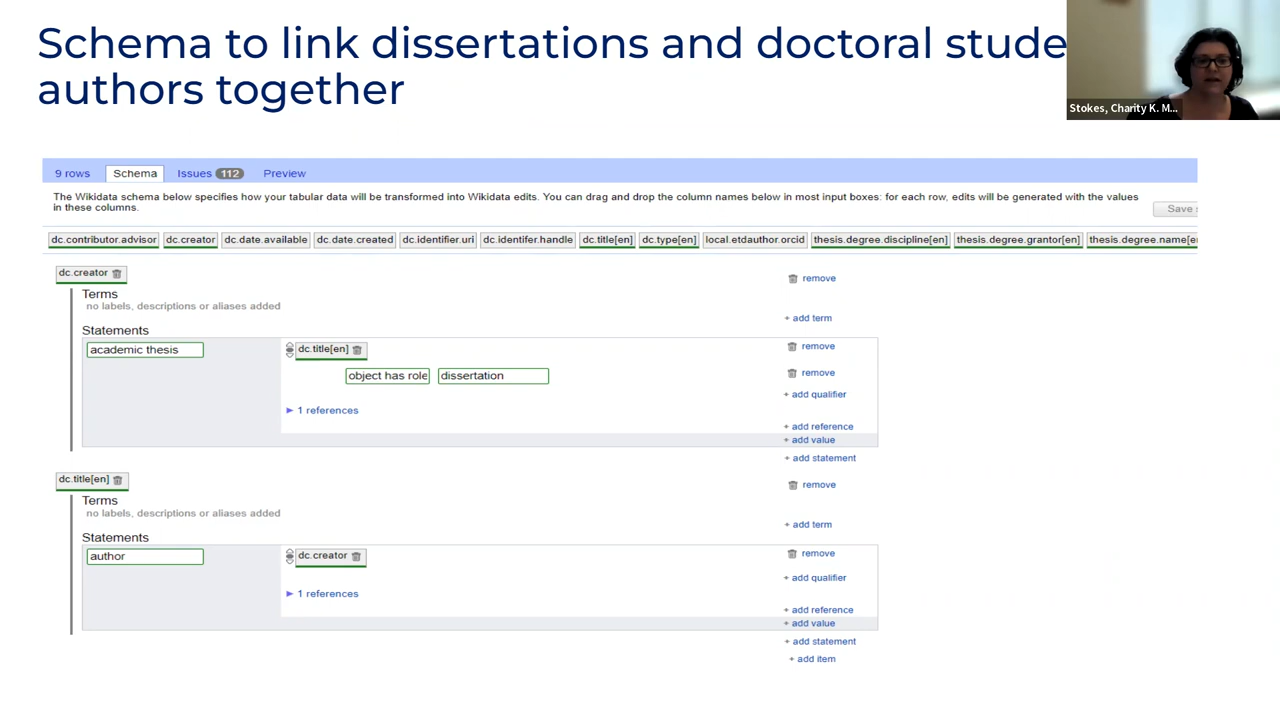 Schema to link dissertations and doctoral stude
authors together
Stokes, Charity K. M...
9 rows Schema Issues 112 Preview
The Wikidata schema below specifies how your tabular data will be transformed into Wikidata edits. You can drag and drop the column names below in most input boxes: for each row, edits will be generated with the values
in these columns.
Save
dc.contributor.advisor dc.creator dc.date.available dc.date.created dc.identifier.uri dc.identifer.handle dc.title[en] dc.type[en] local.etdauthor.orcid thesis.degree.discipline[en] thesis.degree.grantor[en] thesis.degree.name[en
dc.creator
remove
Terms
no labels, descriptions or aliases added
+ add term
Statements
academic thesis dc.title[en] remove
object has role dissertation remove
+ add qualifier
1 references
+ add reference
+ add value
+ add statement
dc.title[en]
remove
Terms
no labels, descriptions or aliases added
+ add term
Statements
author dc.creator remove
+ add qualifier
1 references
+ add reference
+ add value
+ add statement
+ add item